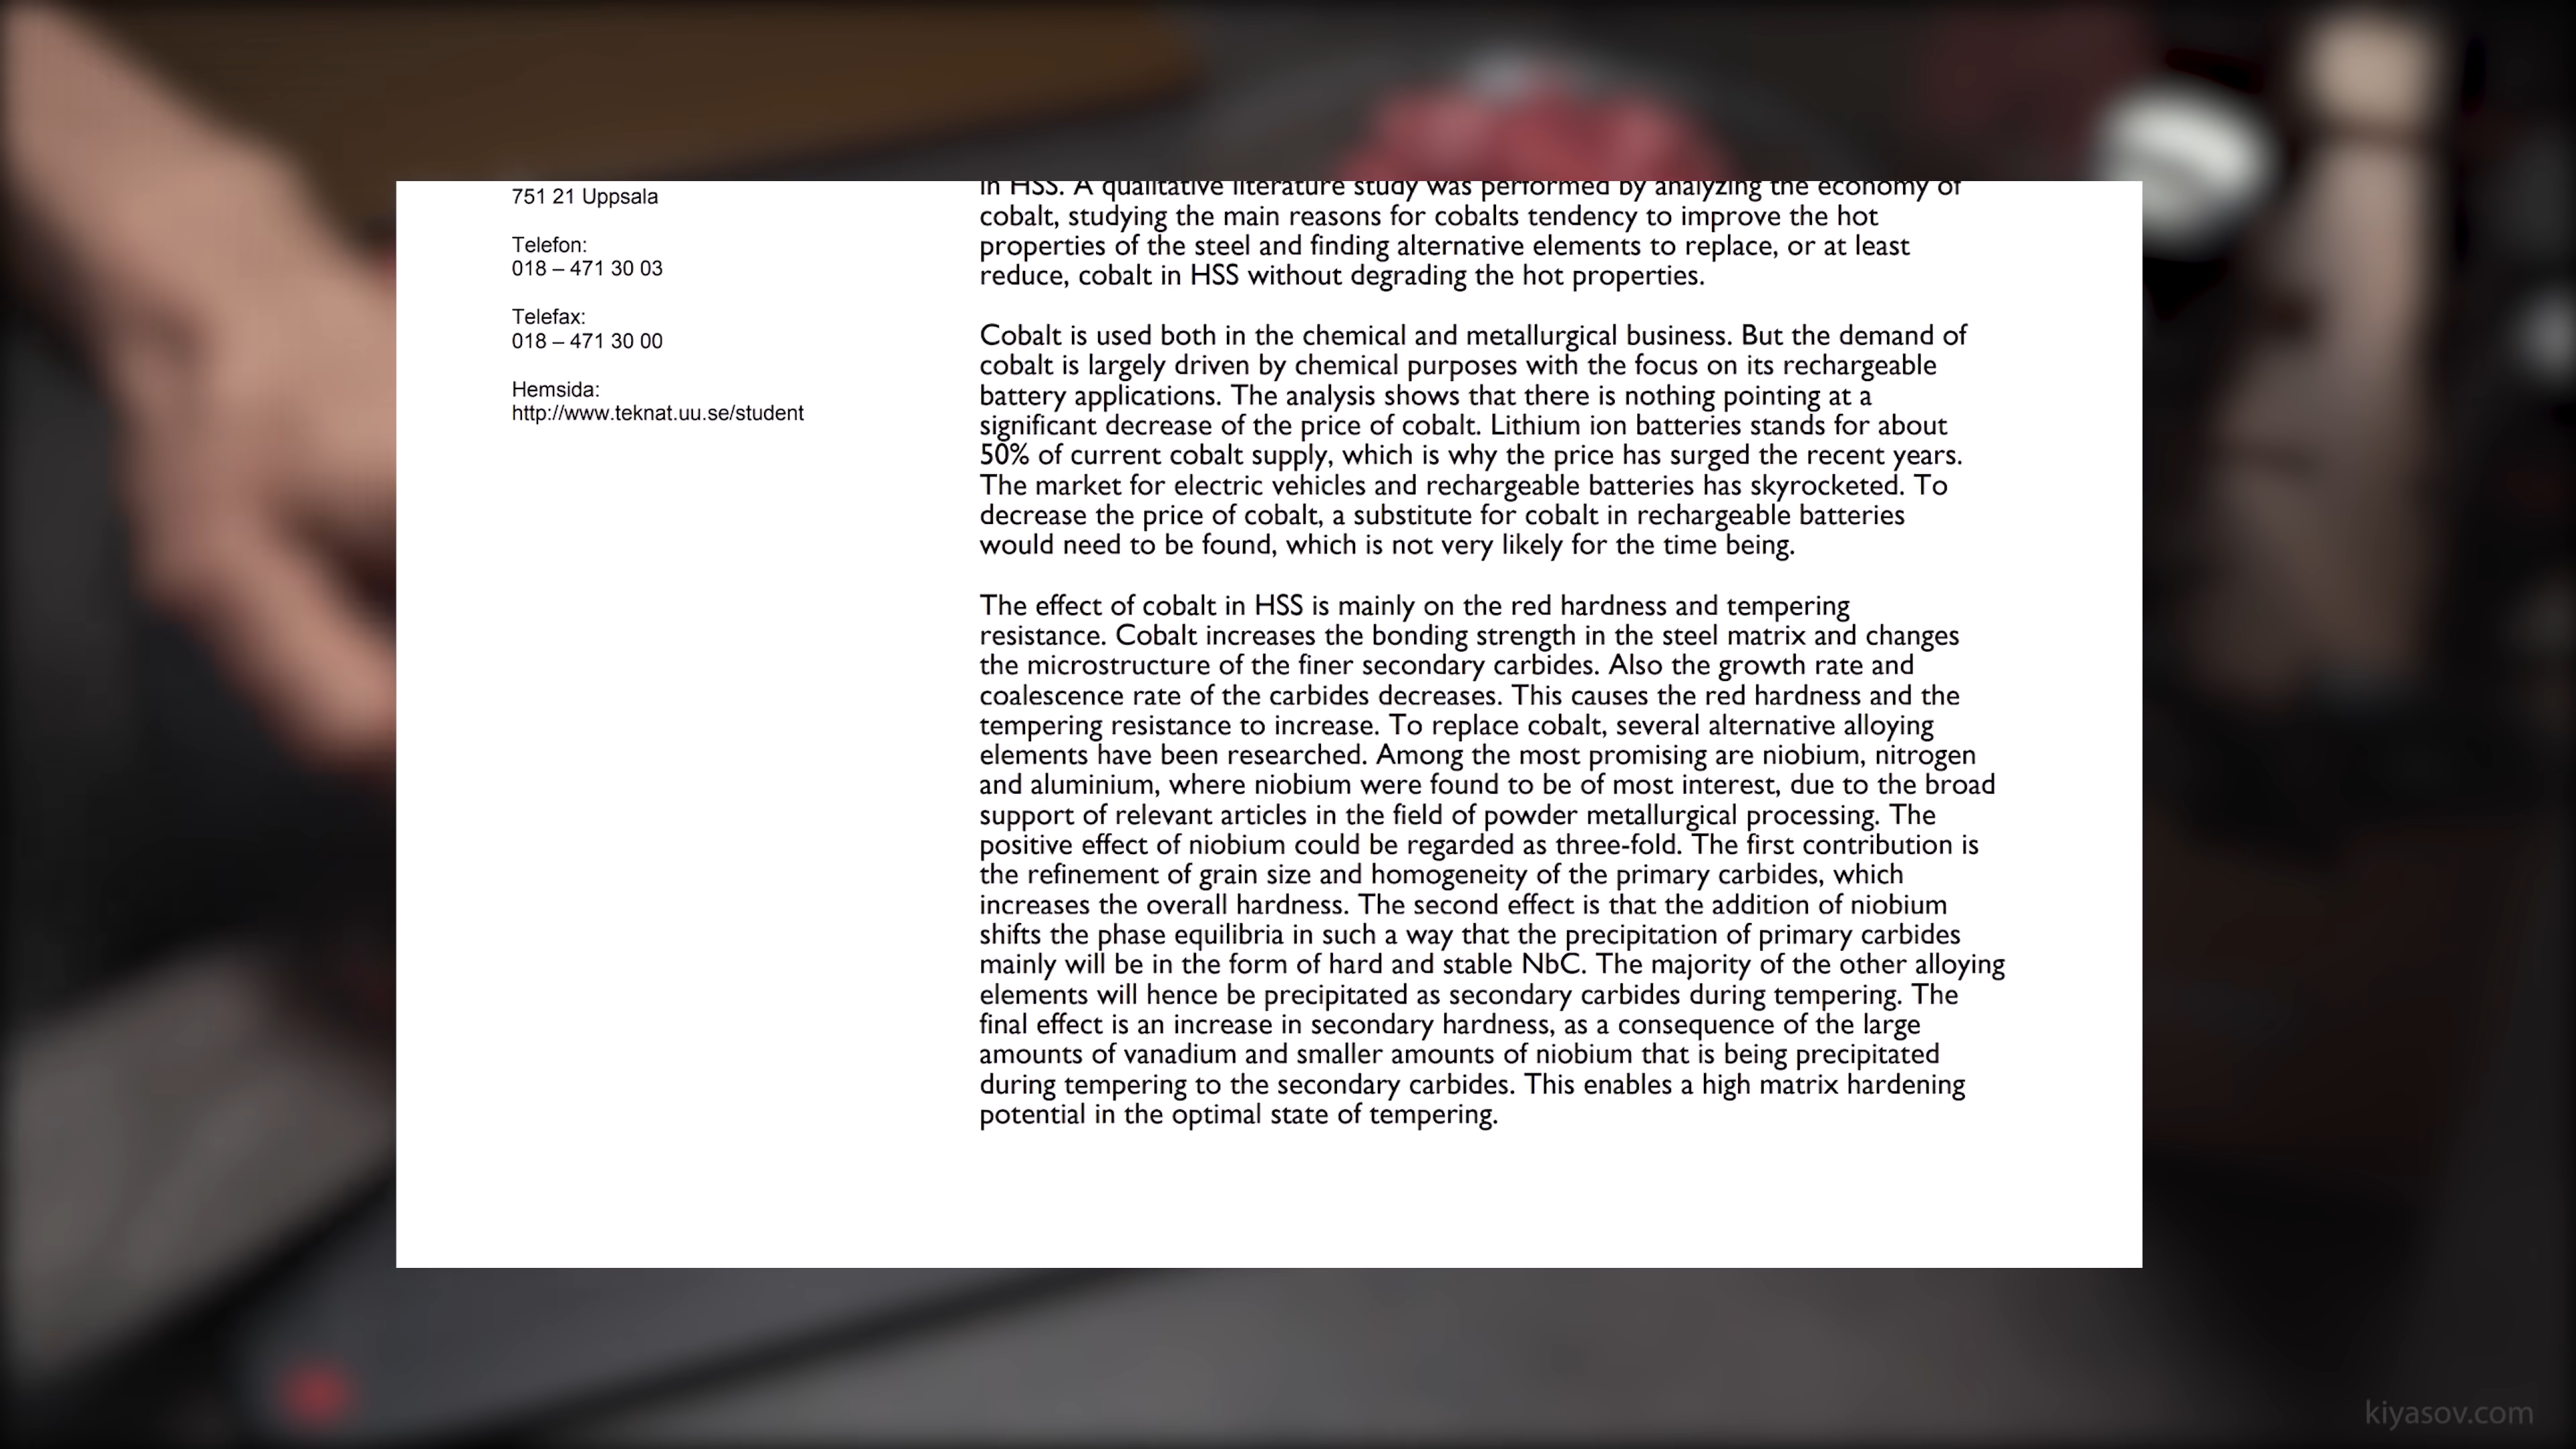 751 21 Uppsala
Telefon:
018 – 471 30 03
Telefax:
018 – 471 30 00
Hemsida:
http://www.teknat.uu.se/student
in HSS. A qualitative literature study was performed by analyzing the economy of
cobalt, studying the main reasons for cobalts tendency to improve the hot
properties of the steel and finding alternative elements to replace, or at least
reduce, cobalt in HSS without degrading the hot properties.
Cobalt is used both in the chemical and metallurgical business. But the demand of
cobalt is largely driven by chemical purposes with the focus on its rechargeable
battery applications. The analysis shows that there is nothing pointing at a
significant decrease of the price of cobalt. Lithium ion batteries stands for about
50% of current cobalt supply, which is why the price has surged the recent years.
The market for electric vehicles and rechargeable batteries has skyrocketed. To
decrease the price of cobalt, a substitute for cobalt in rechargeable batteries
would need to be found, which is not very likely for the time being.
The effect of cobalt in HSS is mainly on the red hardness and tempering
resistance. Cobalt increases the bonding strength in the steel matrix and changes
the microstructure of the finer secondary carbides. Also the growth rate and
coalescence rate of the carbides decreases. This causes the red hardness and the
tempering resistance to increase. To replace cobalt, several alternative alloying
elements have been researched. Among the most promising are niobium, nitrogen
and aluminium, where niobium were found to be of most interest, due to the broad
support of relevant articles in the field of powder metallurgical processing. The
positive effect of niobium could be regarded as three-fold. The first contribution is
the refinement of grain size and homogeneity of the primary carbides, which
increases the overall hardness. The second effect is that the addition of niobium
shifts the phase equilibria in such a way that the precipitation of primary carbides
mainly will be in the form of hard and stable NbC. The majority of the other alloying
elements will hence be precipitated as secondary carbides during tempering. The
final effect is an increase in secondary hardness, as a consequence of the large
amounts of vanadium and smaller amounts of niobium that is being precipitated
during tempering to the secondary carbides. This enables a high matrix hardening
potential in the optimal state of tempering.
kiyasov.com